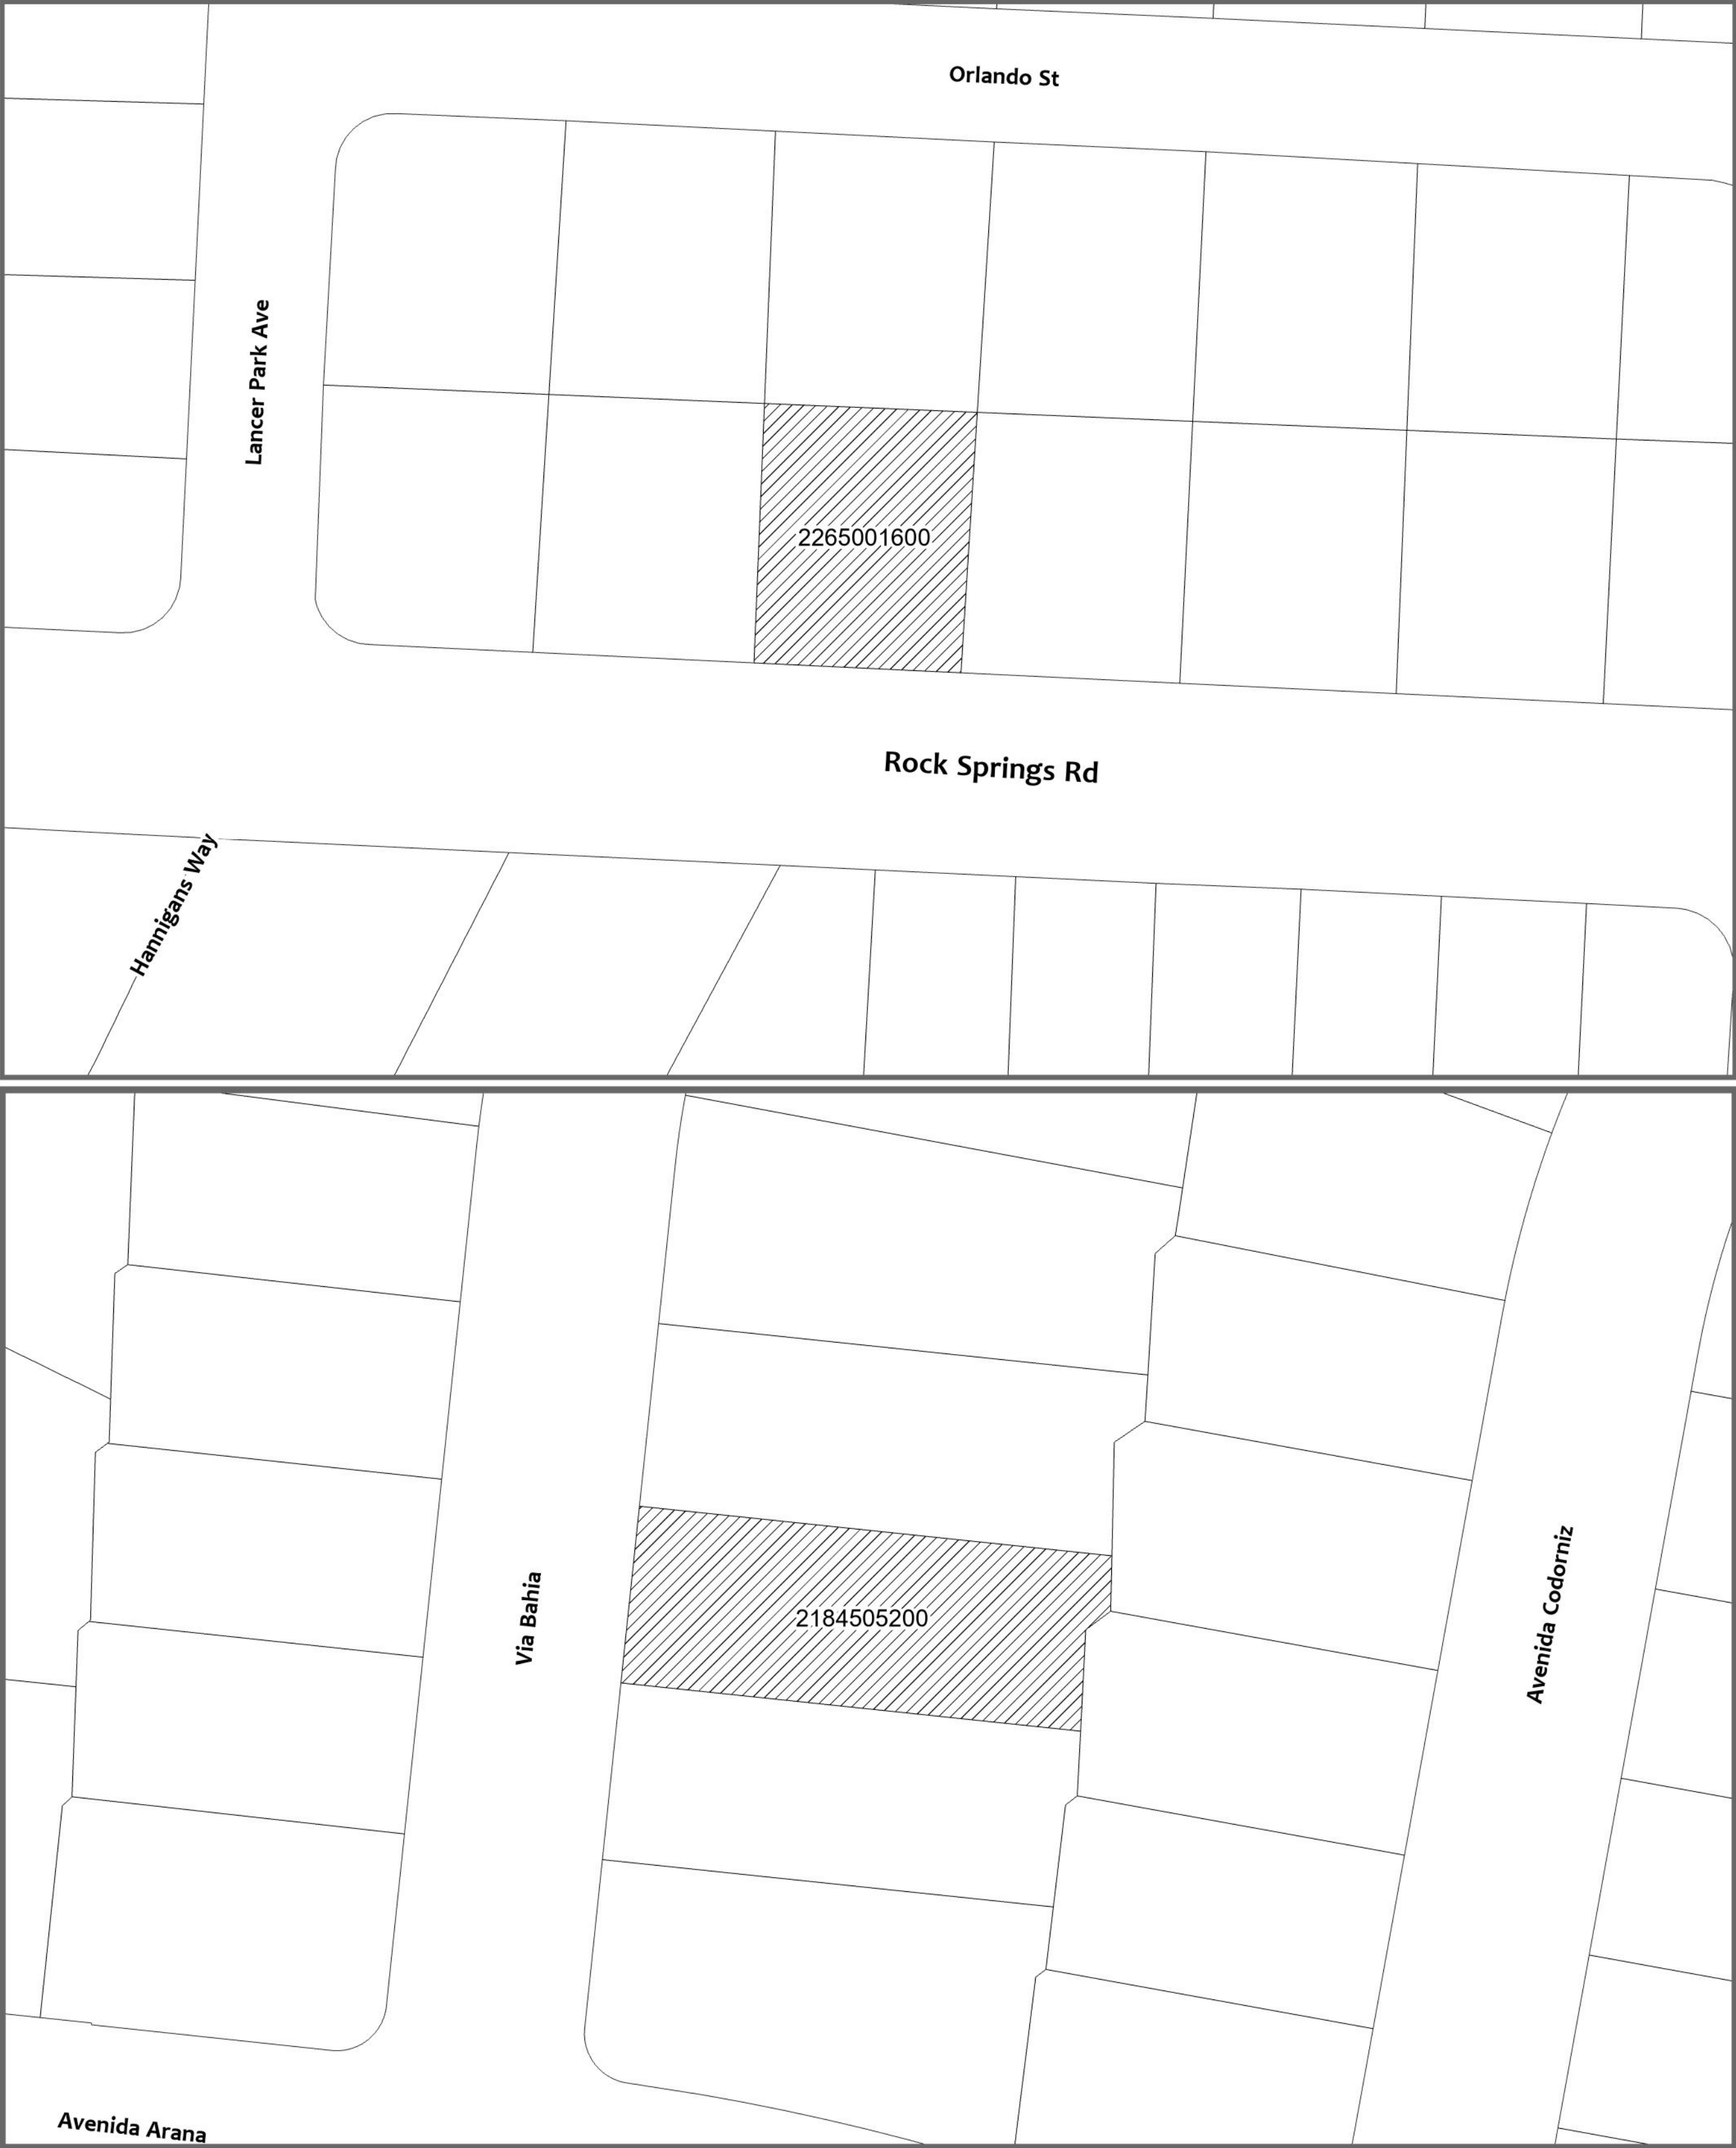 Orlando St
Lancer Park Ave
2265001600
Rock Springs Rd
Hannigans Way
Via Bahia
2184505200
Avenida Codorniz
Avenida Arana